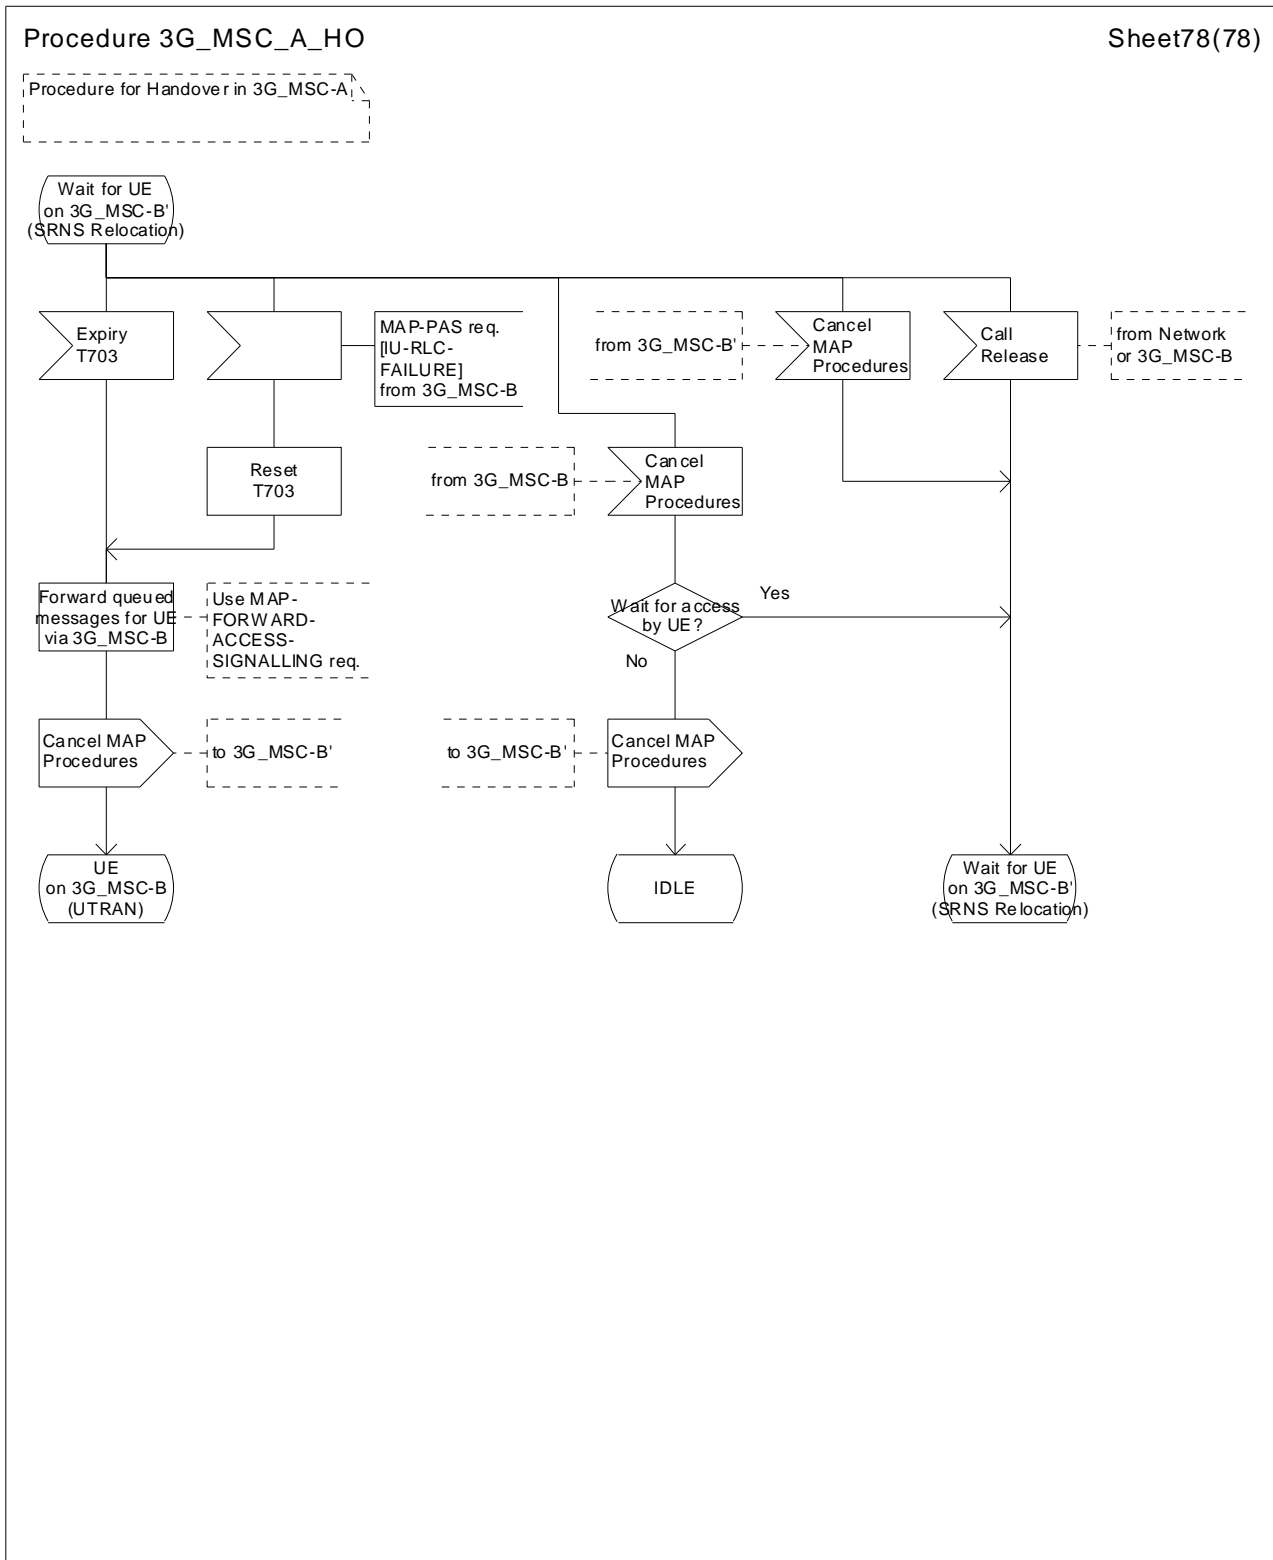 Procedure 3G_MSC_A_HO
Sheet78(78)
Procedure for Handover in 3G_MSC-A
Wait for UE
on 3G_MSC-B'
(SRNS Relocation)
Expiry
T703
MAP-PAS req.
[IU-RLC-
FAILURE]
from 3G_MSC-B
from 3G_MSC-B'
Cancel
MAP
Procedures
Call
Release
from Network
or 3G_MSC-B
Reset
T703
from 3G_MSC-B
Cancel
MAP
Procedures
Forward queued
messages for UE
via 3G_MSC-B
Use MAP-
FORWARD-
ACCESS-
SIGNALLING req.
Wait for access
by UE?
Yes
No
Cancel MAP
Procedures
to 3G_MSC-B'
to 3G_MSC-B'
Cancel MAP
Procedures
UE
on 3G_MSC-B
(UTRAN)
IDLE
Wait for UE
on 3G_MSC-B'
(SRNS Relocation)